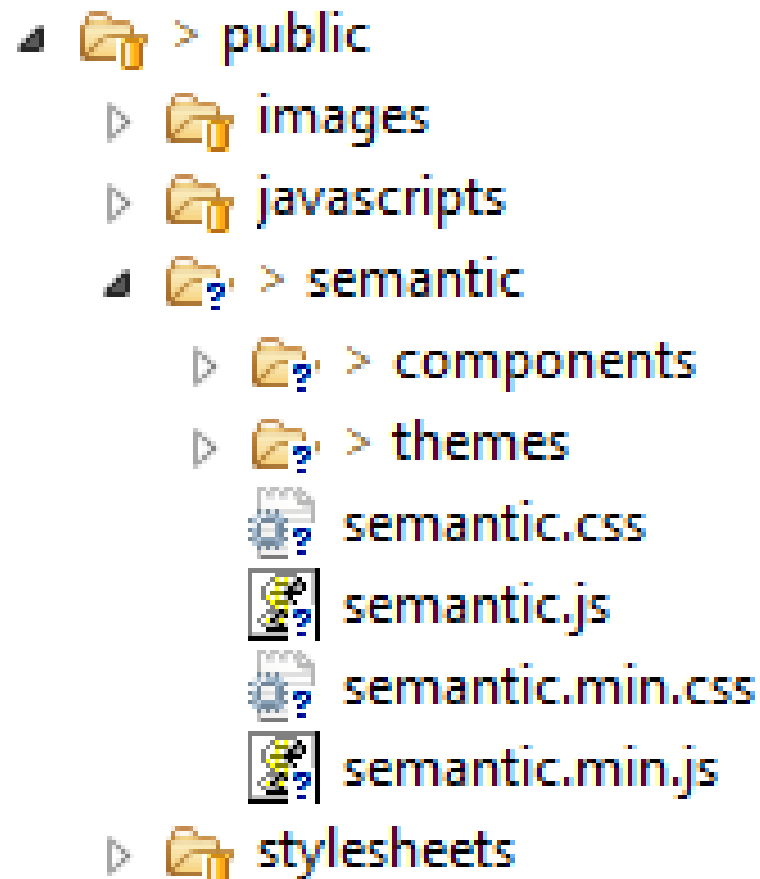 > public
images
javascripts
> semantic
> components
> themes
semantic.css
semantic.js
semantic.min.css
semantic.min.js
stylesheets